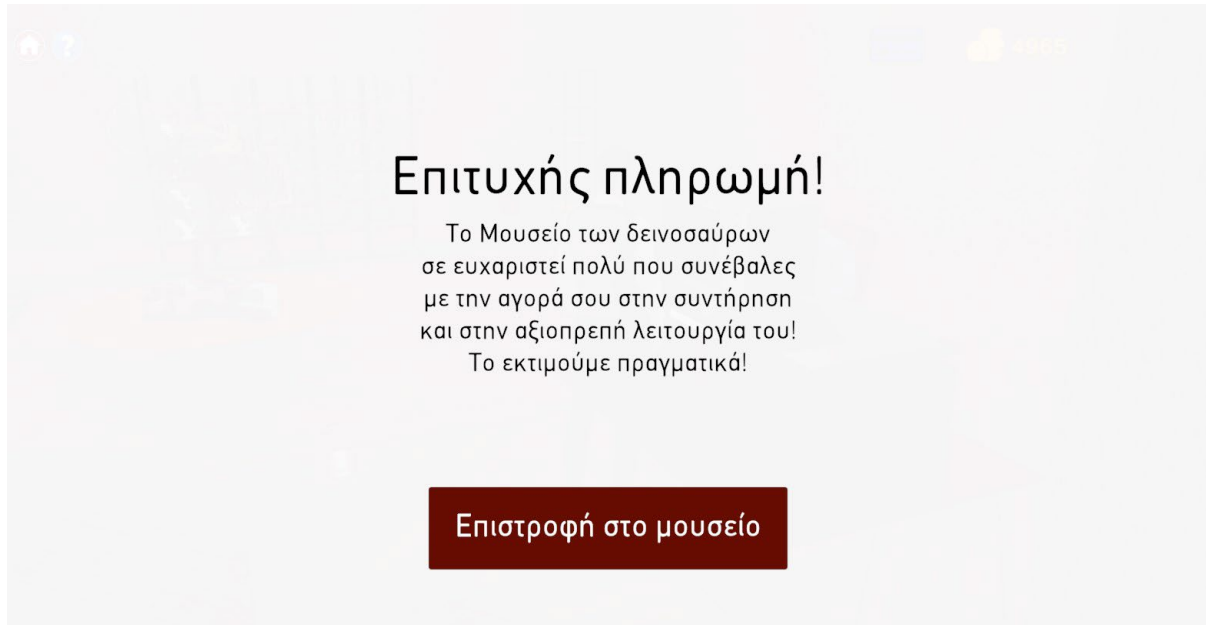 Επιτυχής πληρωμή!
Το Μουσείο των δεινοσαύρων
σε ευχαριστεί πολύ που συνέβαλες
με την αγορά σου στην συντήρηση
και στην αξιοπρεπή λειτουργία του!
Το εκτιμούμε πραγματικά!
Επιστροφή στο μουσείο